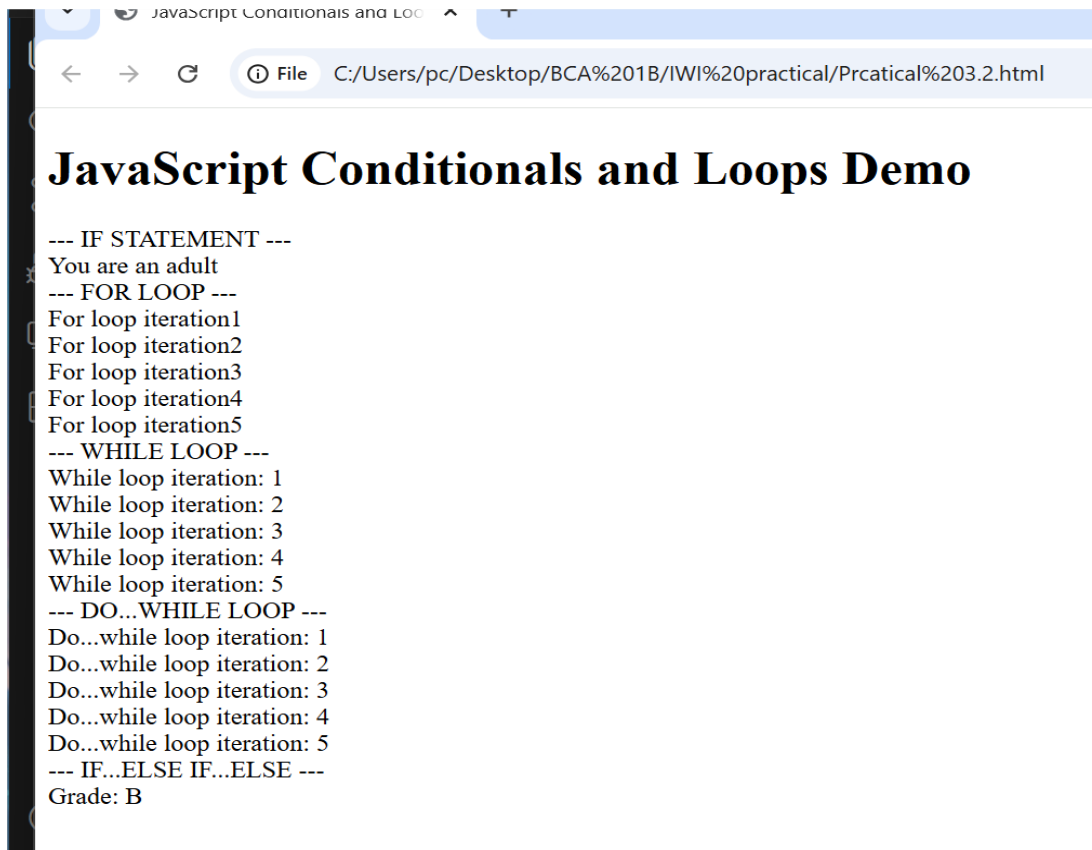 JavaScript Conditionals and Loo
File C:/Users/pc/Desktop/BCA%201B/IWI%20practical/Prcatical%203.2.html
JavaScript Conditionals and Loops Demo
--- IF STATEMENT ---
You are an adult
--- FOR LOOP ---
For loop iteration1
For loop iteration2
For loop iteration3
For loop iteration4
For loop iteration5
--- WHILE LOOP ---
While loop iteration: 1
While loop iteration: 2
While loop iteration: 3
While loop iteration: 4
While loop iteration: 5
--- DO...WHILE LOOP ---
Do...while loop iteration: 1
Do...while loop iteration: 2
Do...while loop iteration: 3
Do...while loop iteration: 4
Do...while loop iteration: 5
--- IF...ELSE IF...ELSE ---
Grade: B